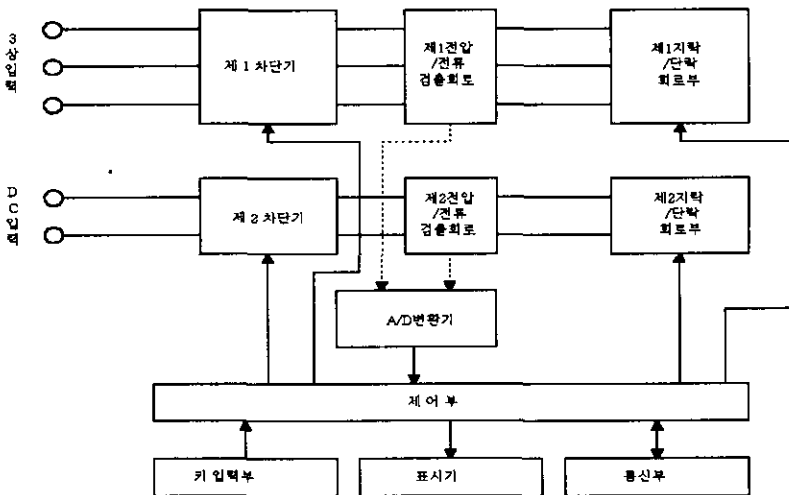 3상입력
제 1 차단기
제1전압
/전류
검출회로
제1지락
/단락
회로부
DC입력
제 2 차단기
제2전압
/전류
검출회로
제2지락
/단락
회로부
A/D변환기
제 어 부
키 입력부
표시기
통신부